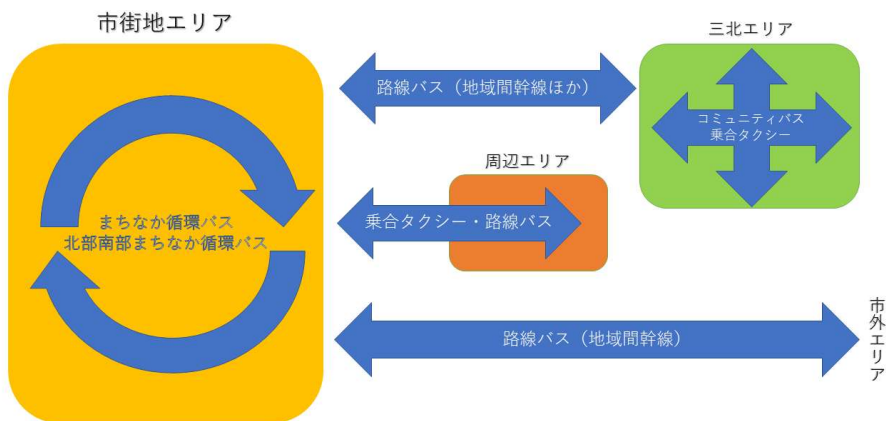 市街地エリア
三北エリア
路線バス（地域間幹線ほか）
コミュニティバス
乗合タクシー
周辺エリア
乗合タクシー・路線バス
まちなか循環バス
北部南部まちなか循環バス
路線バス（地域間幹線）
市外エリア